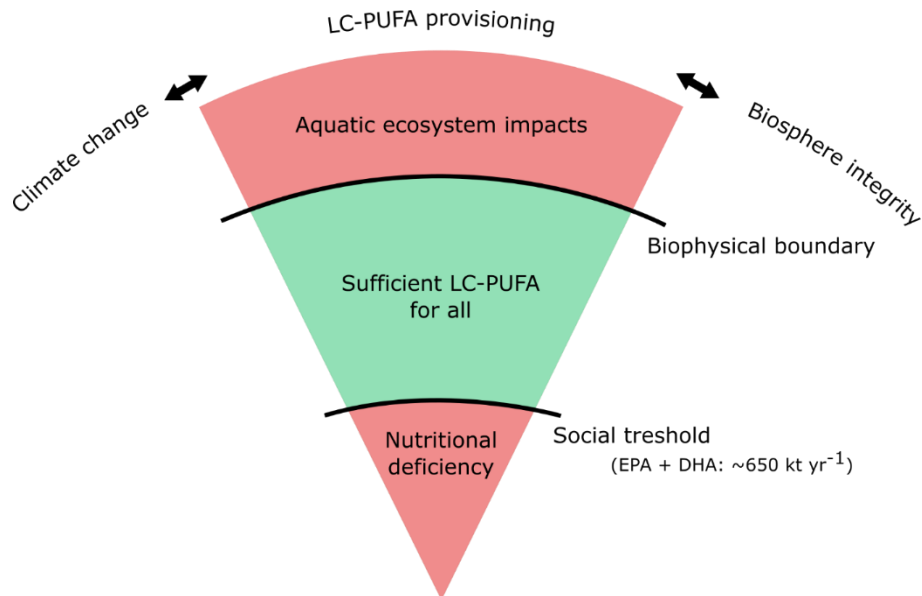 LC-PUFA provisioning
Climate change
Aquatic ecosystem impacts
Biosphere integrity
Biophysical boundary
Sufficient LC-PUFA
for all
Nutritional
deficiency
Social treshold
(EPA + DHA: ~650 kt yr⁻¹)